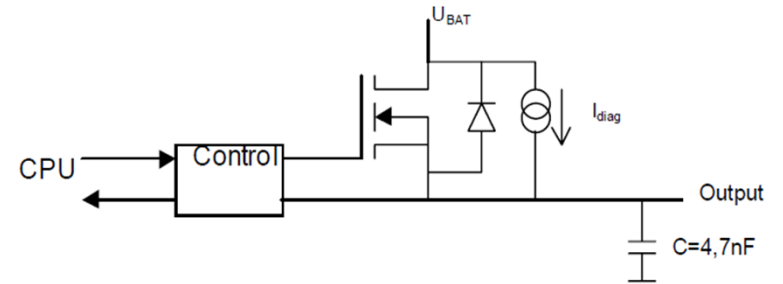 UBAT
Idiag
Control
CPU
Output
C=4,7nF